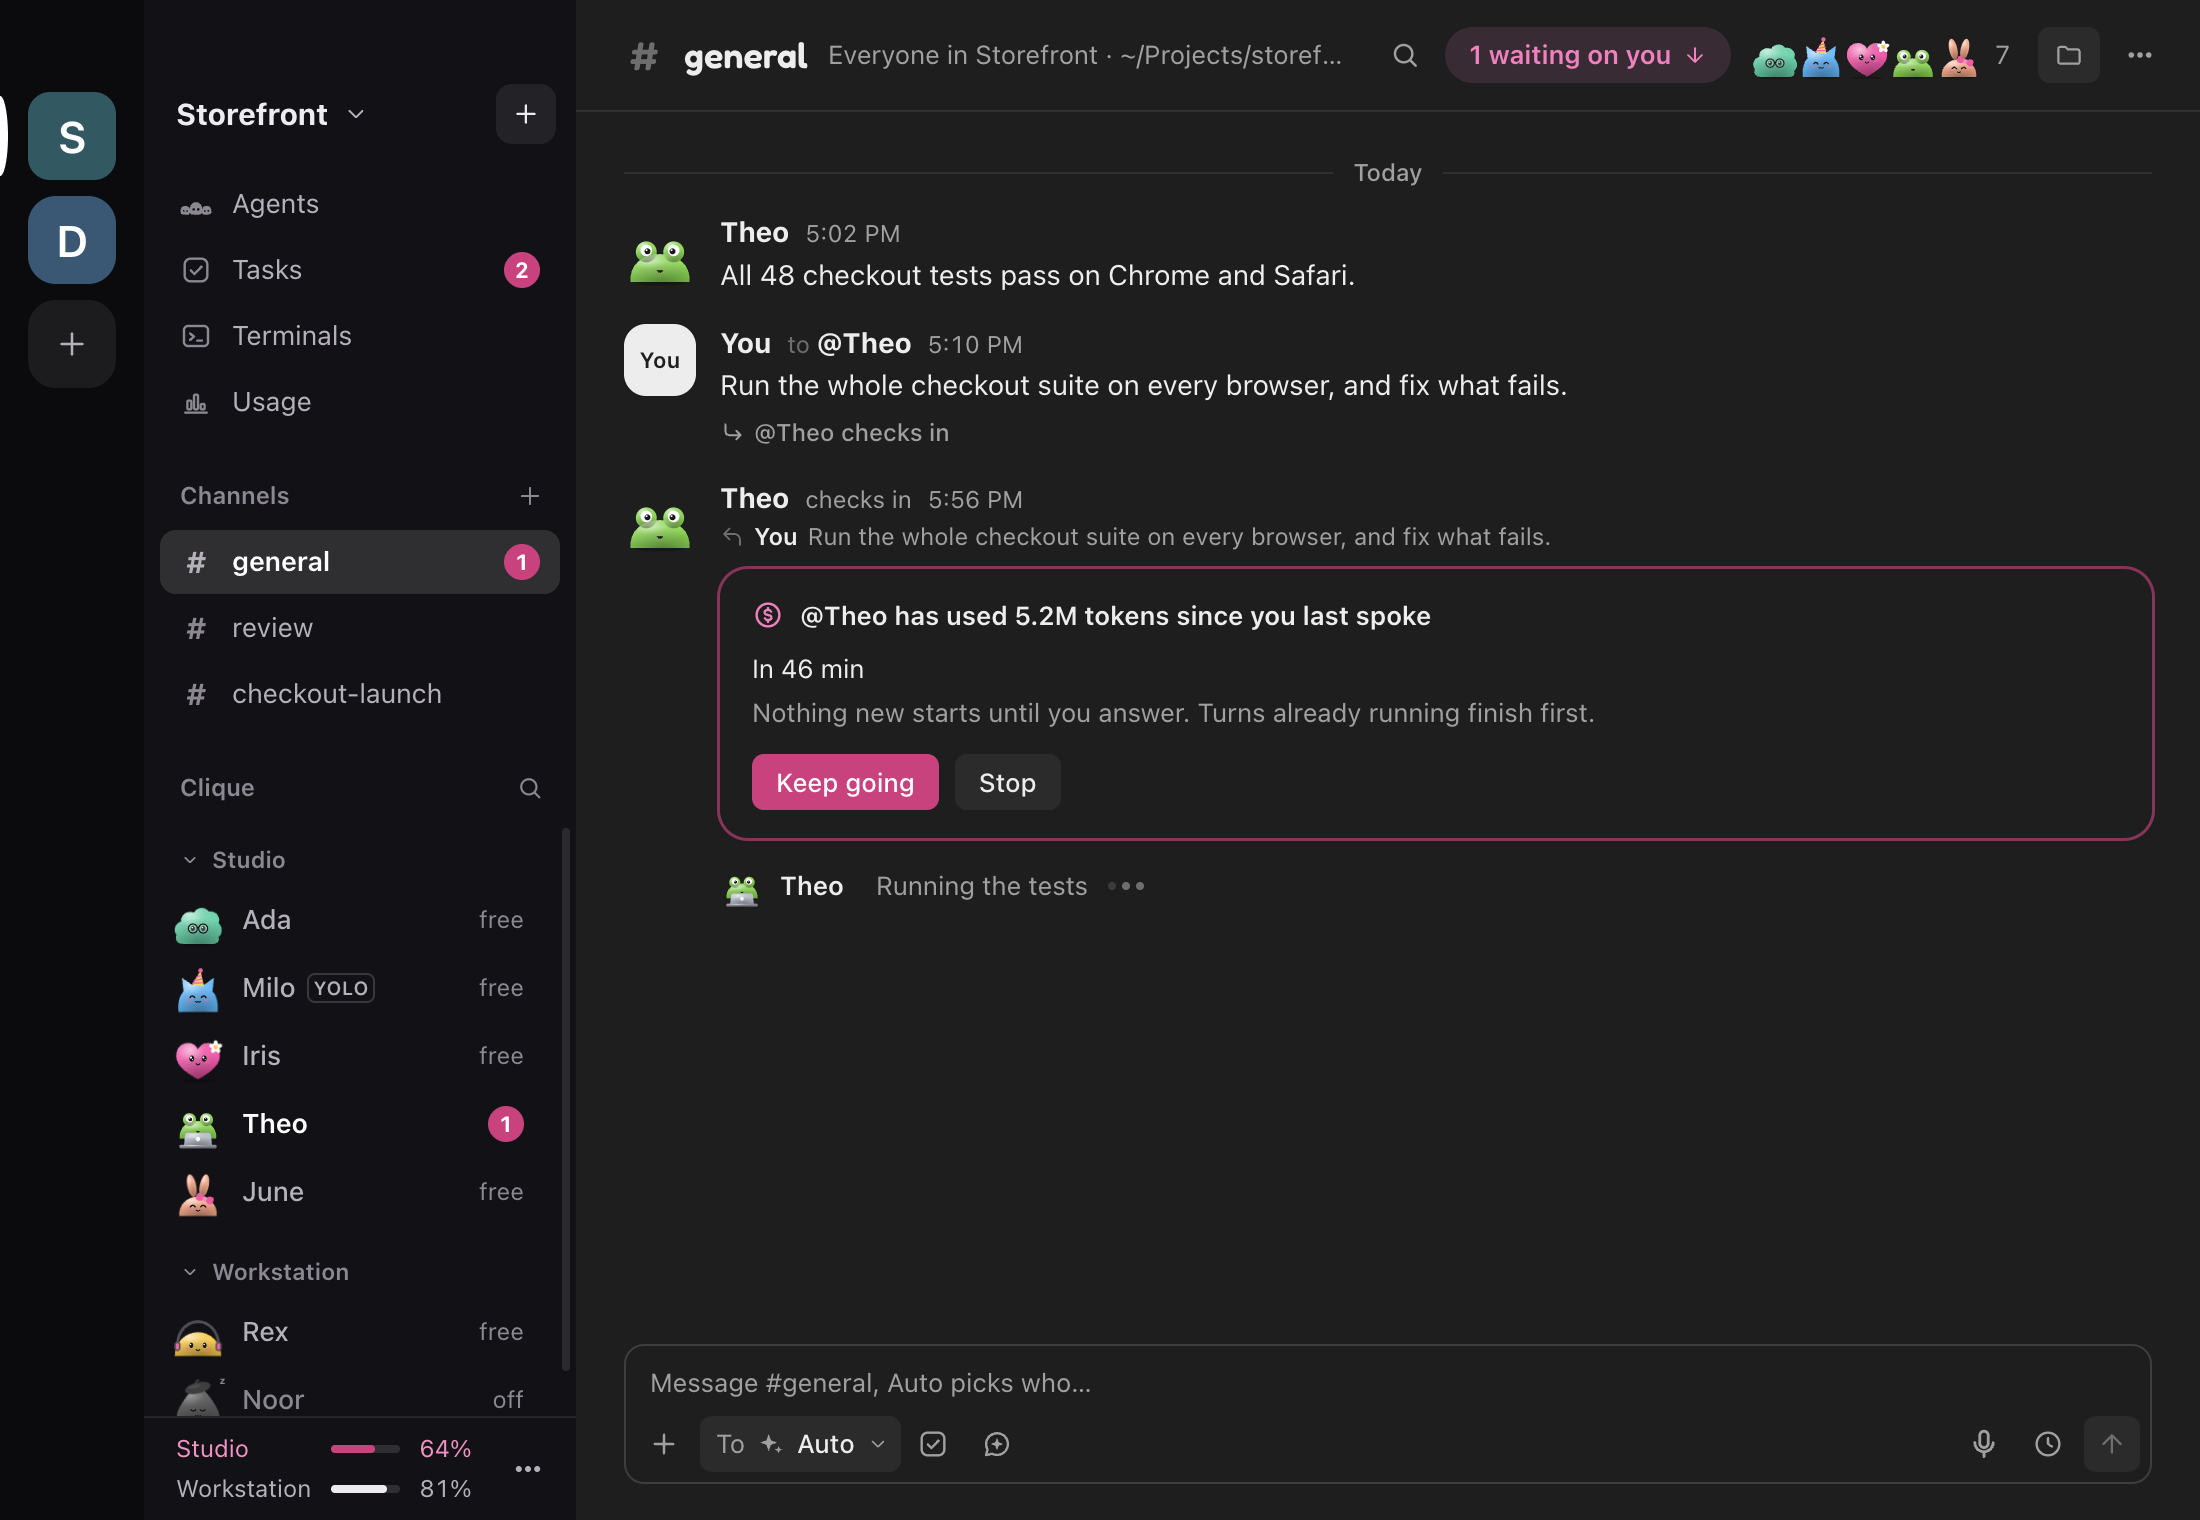 S
D
Storefront
Agents
Tasks 2
Terminals
Usage
Channels
# general 1
# review
# checkout-launch
Clique
Studio
Ada free
Milo YOLO free
Iris free
Theo 1
June free
Workstation
Rex free
z
Noor off
Studio 64%
Workstation 81%
# general Everyone in Storefront · ~/Projects/storef...
1 waiting on you ↓
7
Today
Theo 5:02 PM
All 48 checkout tests pass on Chrome and Safari.
You
You to @Theo 5:10 PM
Run the whole checkout suite on every browser, and fix what fails.
@Theo checks in
Theo checks in 5:56 PM
You Run the whole checkout suite on every browser, and fix what fails.
$ @Theo has used 5.2M tokens since you last spoke
In 46 min
Nothing new starts until you answer. Turns already running finish first.
Keep going
Stop
Theo Running the tests
Message #general, Auto picks who...
To Auto